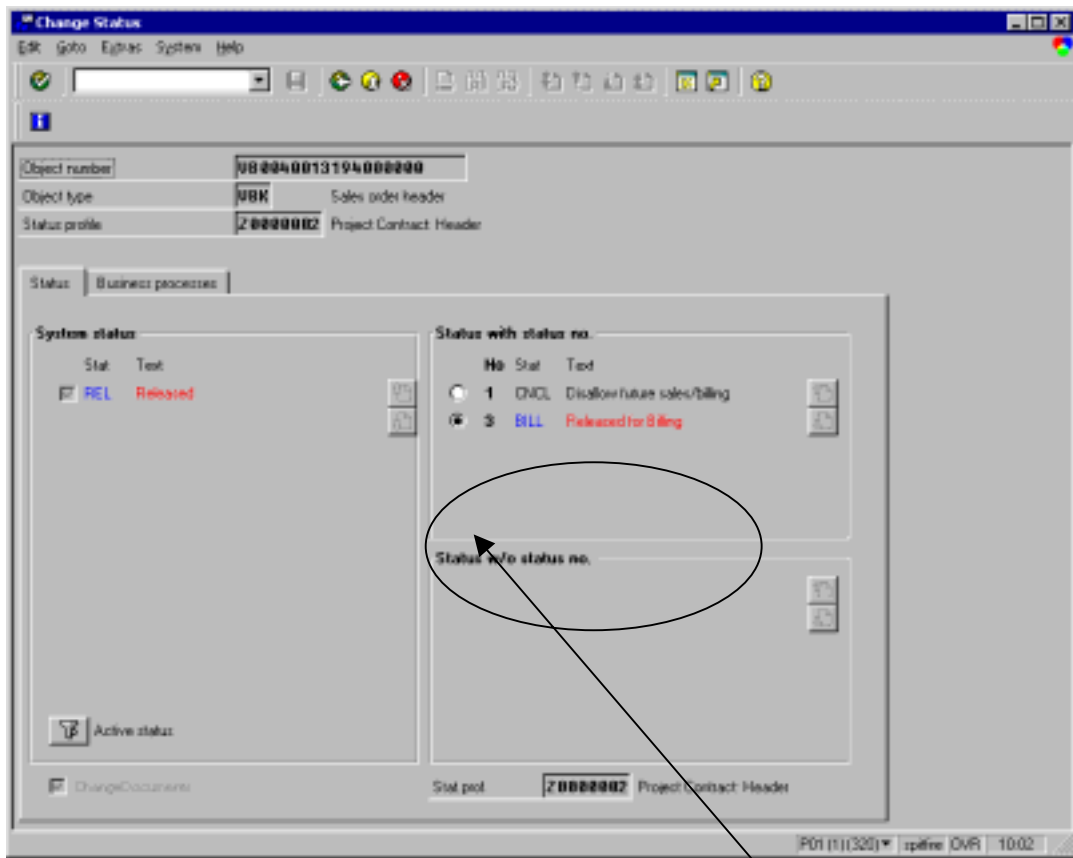 Change Status
Edit Goto Extras System Help
Object number VB0040013194000000
Object type VBK Sales order header
Status profile Z0000002 Project Contract: Header
Status Business processes
System status
Stat Text
REL Released
Status with status no.
No Stat Text
1 CNCL Disallow future sales/billing
3 BILL Released for Billing
Status w/o status no.
Active status
ChangeDocuments
Stat.prof. Z0000002 Project Contract: Header
P01 (1) (320) spitfire OVR 10:02